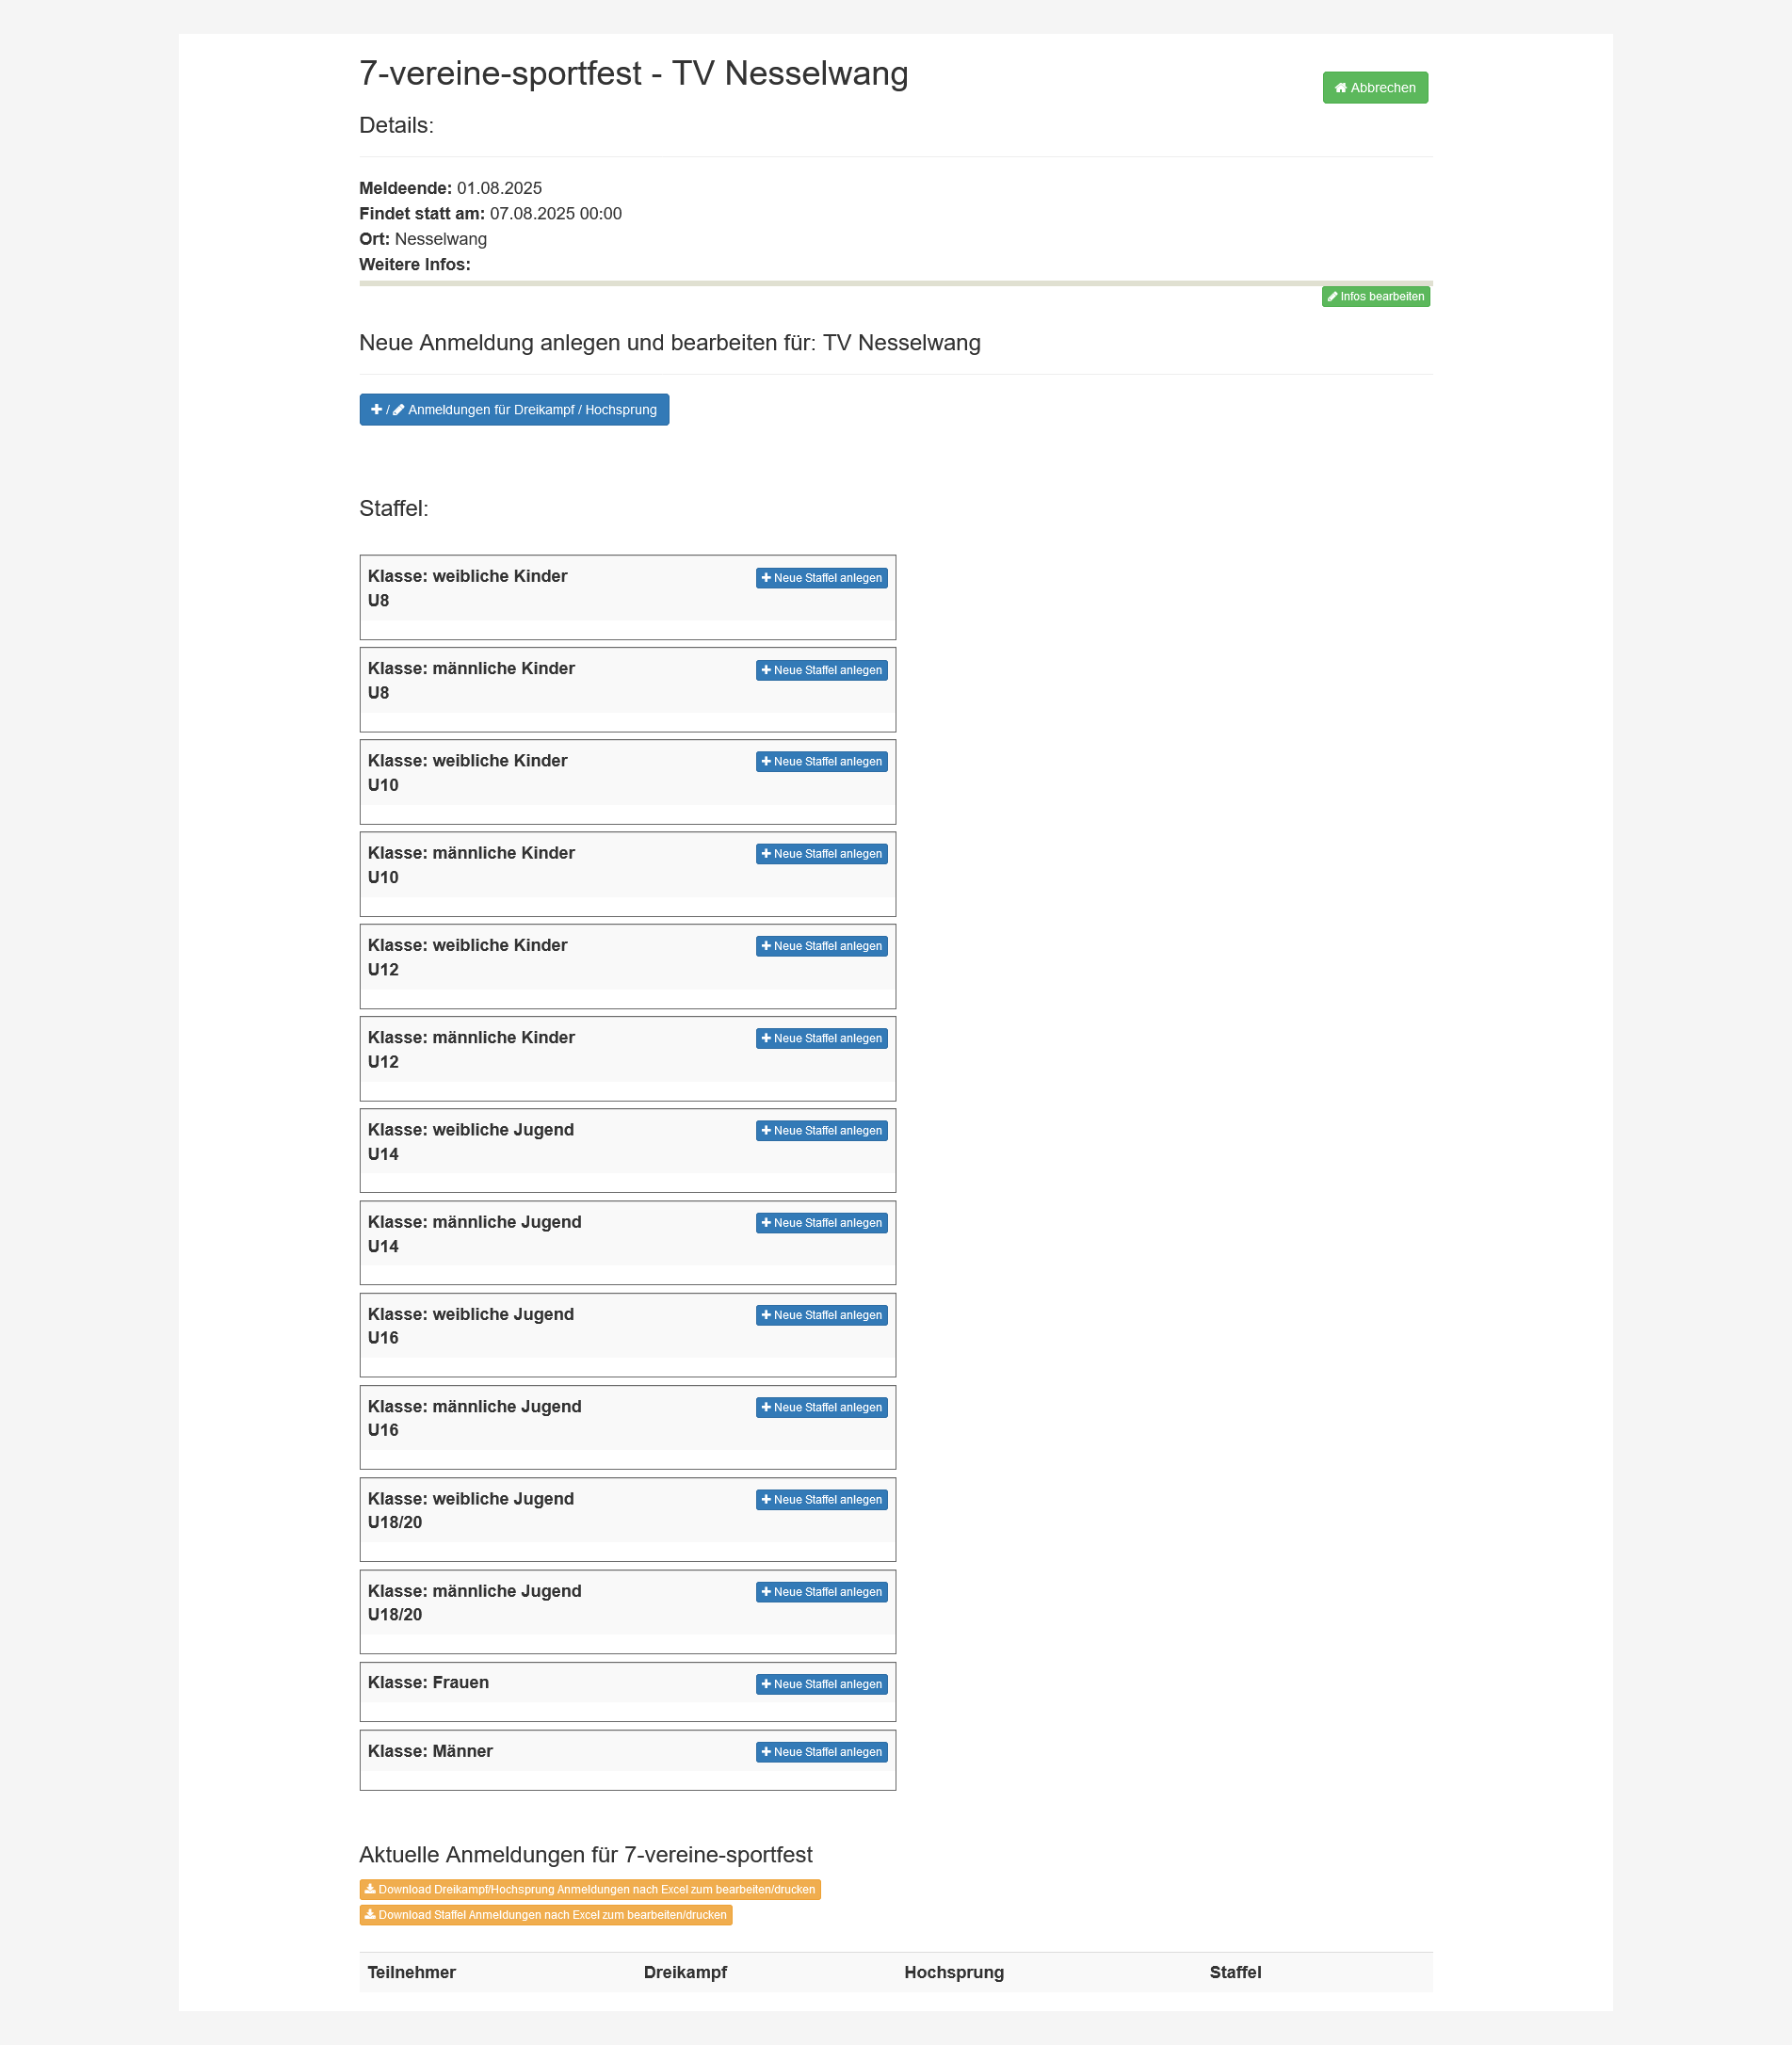 7-vereine-sportfest - TV Nesselwang
Abbrechen
Details:
Meldeende: 01.08.2025
Findet statt am: 07.08.2025 00:00
Ort: Nesselwang
Weitere Infos:
Infos bearbeiten
Neue Anmeldung anlegen und bearbeiten für: TV Nesselwang
/ Anmeldungen für Dreikampf / Hochsprung
Staffel:
Klasse: weibliche Kinder
U8
Neue Staffel anlegen
Klasse: männliche Kinder
U8
Neue Staffel anlegen
Klasse: weibliche Kinder
U10
Neue Staffel anlegen
Klasse: männliche Kinder
U10
Neue Staffel anlegen
Klasse: weibliche Kinder
U12
Neue Staffel anlegen
Klasse: männliche Kinder
U12
Neue Staffel anlegen
Klasse: weibliche Jugend
U14
Neue Staffel anlegen
Klasse: männliche Jugend
U14
Neue Staffel anlegen
Klasse: weibliche Jugend
U16
Neue Staffel anlegen
Klasse: männliche Jugend
U16
Neue Staffel anlegen
Klasse: weibliche Jugend
U18/20
Neue Staffel anlegen
Klasse: männliche Jugend
U18/20
Neue Staffel anlegen
Klasse: Frauen
Neue Staffel anlegen
Klasse: Männer
Neue Staffel anlegen
Aktuelle Anmeldungen für 7-vereine-sportfest
Download Dreikampf/Hochsprung Anmeldungen nach Excel zum bearbeiten/drucken
Download Staffel Anmeldungen nach Excel zum bearbeiten/drucken
Teilnehmer Dreikampf Hochsprung Staffel